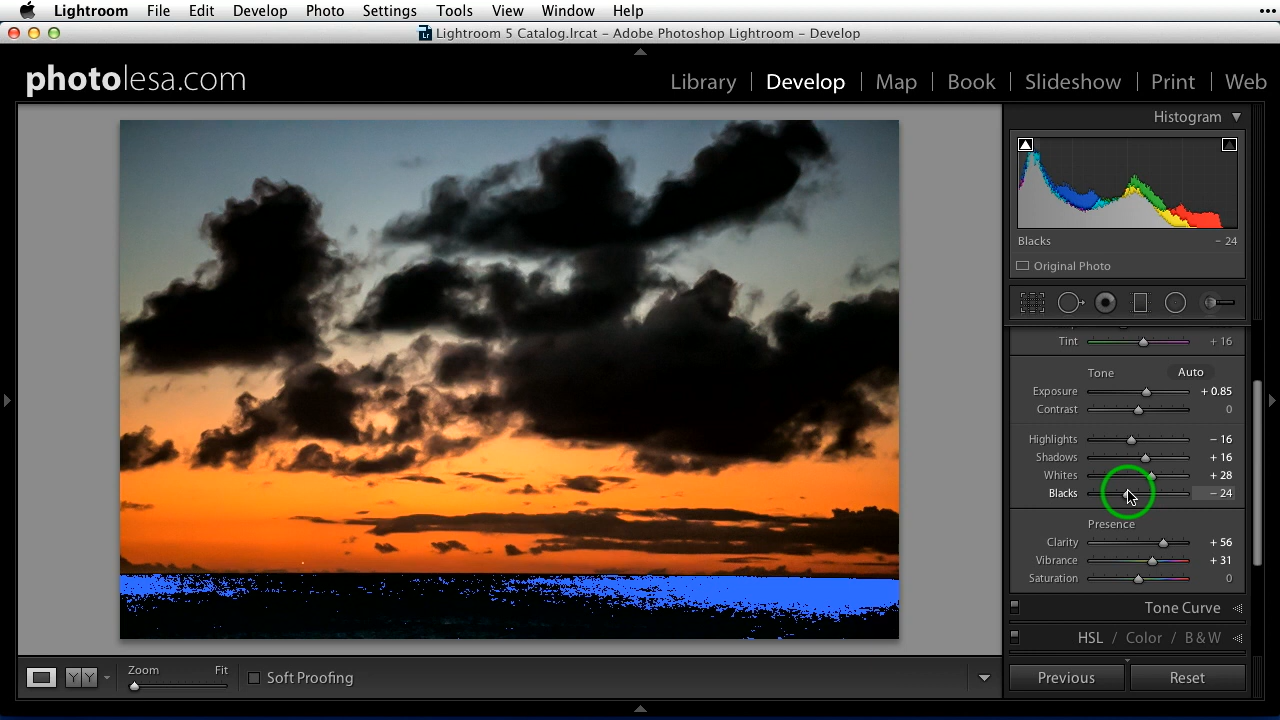 Lightroom File Edit Develop Photo Settings Tools View Window Help
Lightroom 5 Catalog.lrcat – Adobe Photoshop Lightroom – Develop
photolesa.com
Library | Develop | Map | Book | Slideshow | Print | Web
Histogram
Blacks – 24
Original Photo
Tint + 16
Tone Auto
Exposure + 0.85
Contrast 0
Highlights – 16
Shadows + 16
Whites + 28
Blacks – 24
Presence
Clarity + 56
Vibrance + 31
Saturation 0
Tone Curve
HSL / Color / B & W
Zoom Fit
Soft Proofing
Previous Reset